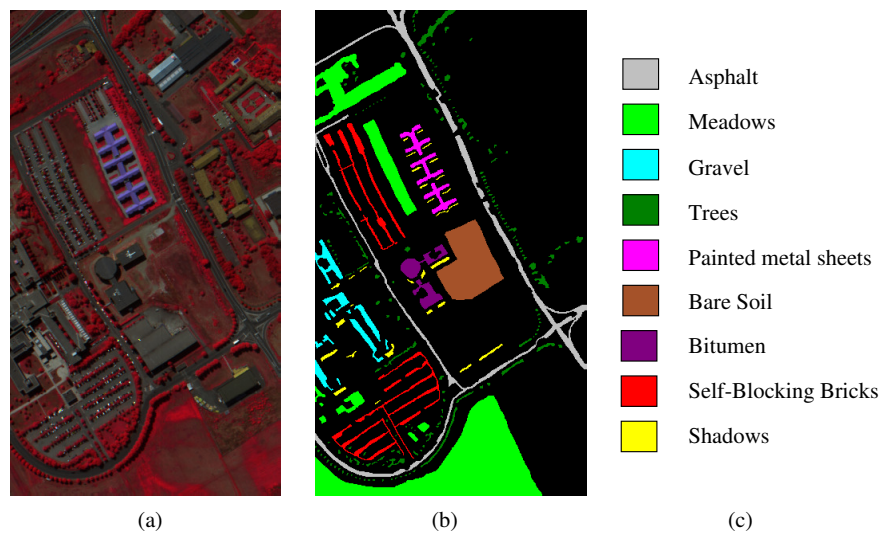 Asphalt
Meadows
Gravel
Trees
Painted metal sheets
Bare Soil
Bitumen
Self-Blocking Bricks
Shadows
(a) (b) (c)